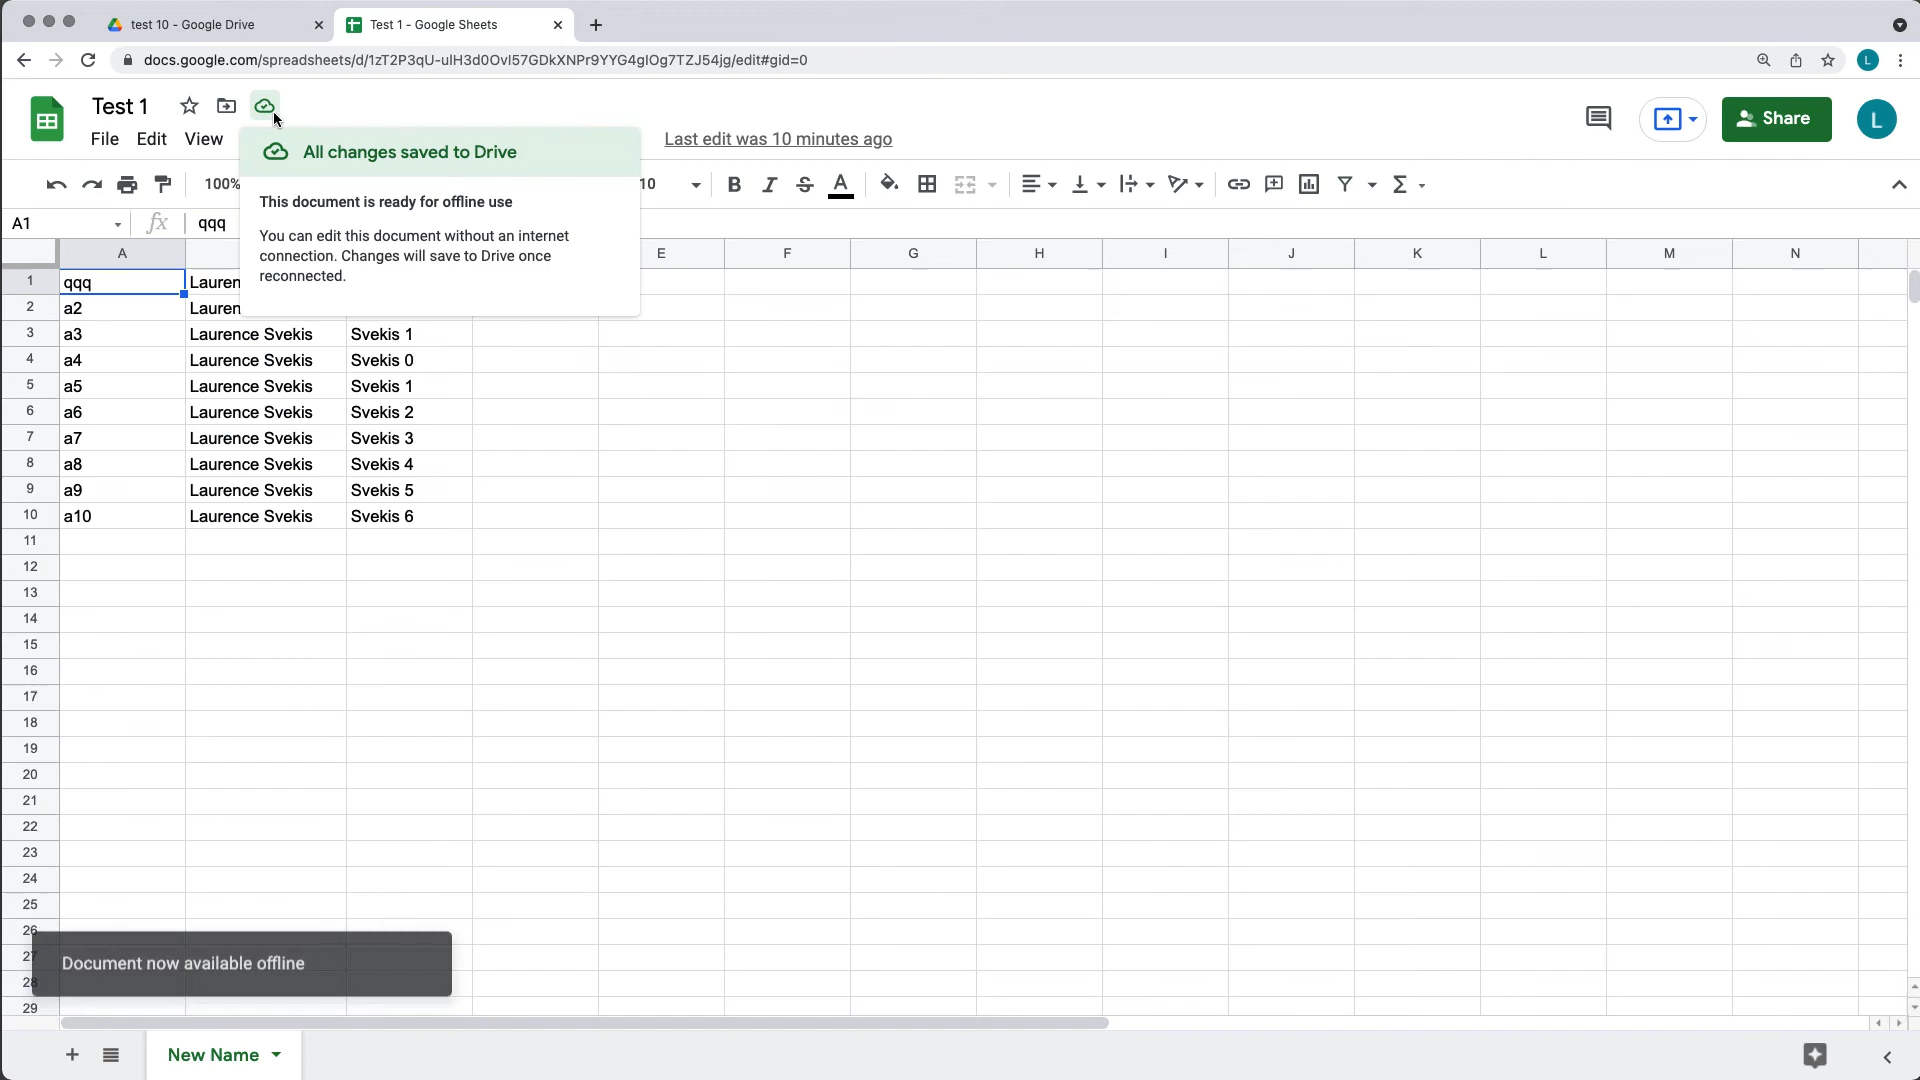 test 10 - Google Drive
Test 1 - Google Sheets
docs.google.com/spreadsheets/d/1zT2P3qU-ulH3d0Ovl57GDkXNPr9YYG4glOg7TZJ54jg/edit#gid=0
L
Test 1
File Edit View
Last edit was 10 minutes ago
Share
L
All changes saved to Drive
100%
10
B I S A
This document is ready for offline use
You can edit this document without an internet
connection. Changes will save to Drive once
reconnected.
A1 fx qqq
A E F G H I J K L M N
1 qqq Lauren
2 a2 Lauren
3 a3 Laurence Svekis Svekis 1
4 a4 Laurence Svekis Svekis 0
5 a5 Laurence Svekis Svekis 1
6 a6 Laurence Svekis Svekis 2
7 a7 Laurence Svekis Svekis 3
8 a8 Laurence Svekis Svekis 4
9 a9 Laurence Svekis Svekis 5
10 a10 Laurence Svekis Svekis 6
11
12
13
14
15
16
17
18
19
20
21
22
23
24
25
26
27
28
29
Document now available offline
New Name